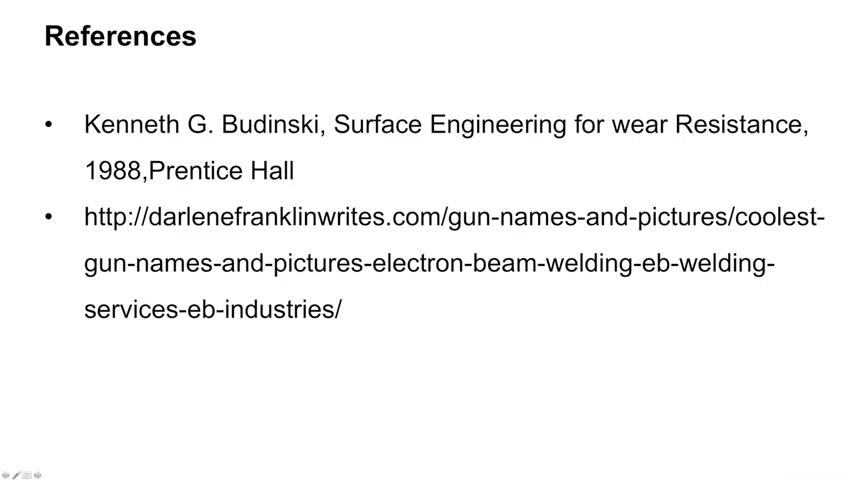 References
• Kenneth G. Budinski, Surface Engineering for wear Resistance,
1988,Prentice Hall
• http://darlenefranklinwrites.com/gun-names-and-pictures/coolest-
gun-names-and-pictures-electron-beam-welding-eb-welding-
services-eb-industries/